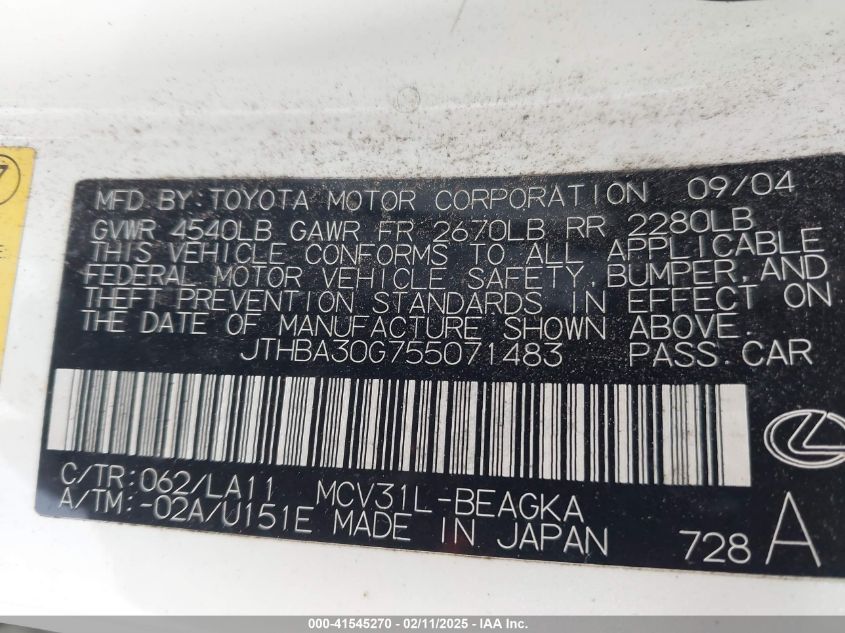 MFD BY: TOYOTA MOTOR CORPORATION 09/04
GVWR 4540LB GAWR FR 2670LB RR 2280LB
THIS VEHICLE CONFORMS TO ALL APPLICABLE
FEDERAL MOTOR VEHICLE SAFETY, BUMPER, AND
THEFT PREVENTION STANDARDS IN EFFECT ON
THE DATE OF MANUFACTURE SHOWN ABOVE.
JTHBA30G755071483 PASS.CAR
C/TR:062/LA11 MCV31L-BEAGKA
A/TM:-02A/U151E MADE IN JAPAN 728 A
7
E
000-41545270 - 02/11/2025 - IAA Inc.